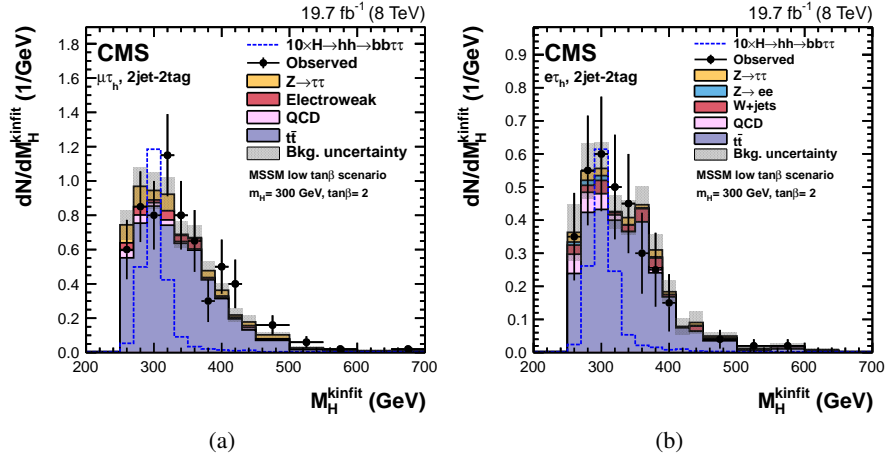 19.7 fb⁻¹ (8 TeV)
CMS
μτₕ, 2jet-2tag
10×H→hh→bbττ
Observed
Z→ττ
Electroweak
QCD
tt̄
Bkg. uncertainty
MSSM low tanβ scenario
m_H= 300 GeV, tanβ= 2
dN/dM_H^kinfit (1/GeV)
1.8
1.6
1.4
1.2
1.0
0.8
0.6
0.4
0.2
0.0
200 300 400 500 600 700
M_H^kinfit (GeV)
(a)
19.7 fb⁻¹ (8 TeV)
CMS
eτₕ, 2jet-2tag
10×H→hh→bbττ
Observed
Z→ττ
Z→ ee
W+jets
QCD
tt̄
Bkg. uncertainty
MSSM low tanβ scenario
m_H= 300 GeV, tanβ= 2
dN/dM_H^kinfit (1/GeV)
0.9
0.8
0.7
0.6
0.5
0.4
0.3
0.2
0.1
0.0
200 300 400 500 600 700
M_H^kinfit (GeV)
(b)